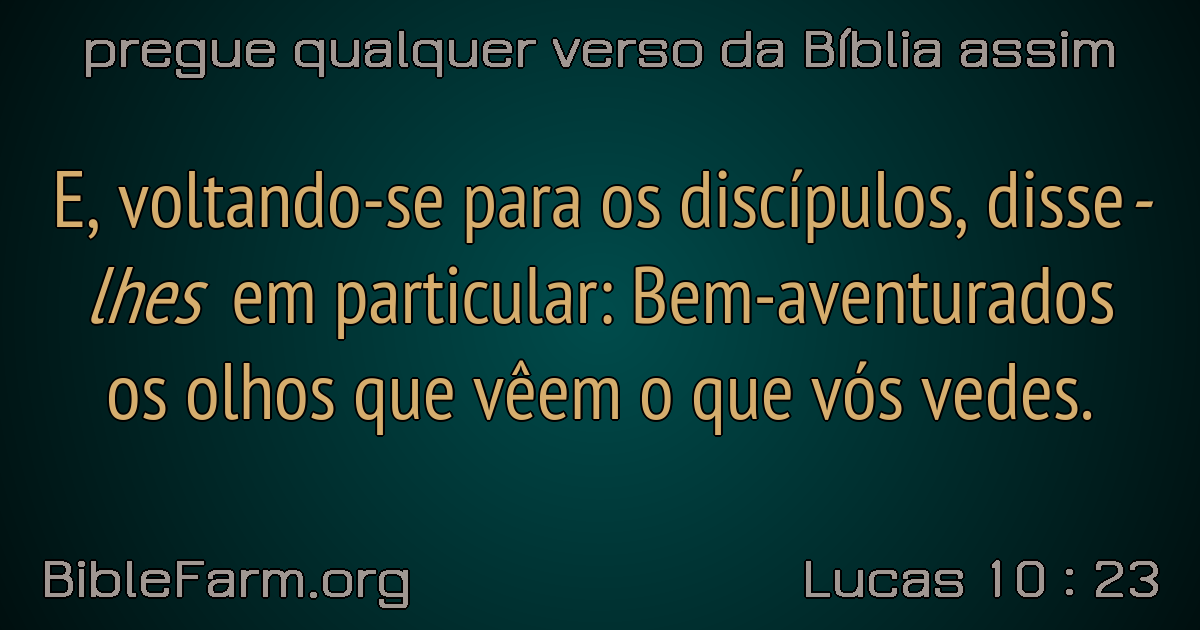 pregue qualquer verso da Bíblia assim
E, voltando-se para os discípulos, disse-
lhes em particular: Bem-aventurados
os olhos que vêem o que vós vedes.
BibleFarm.org
Lucas 10 : 23